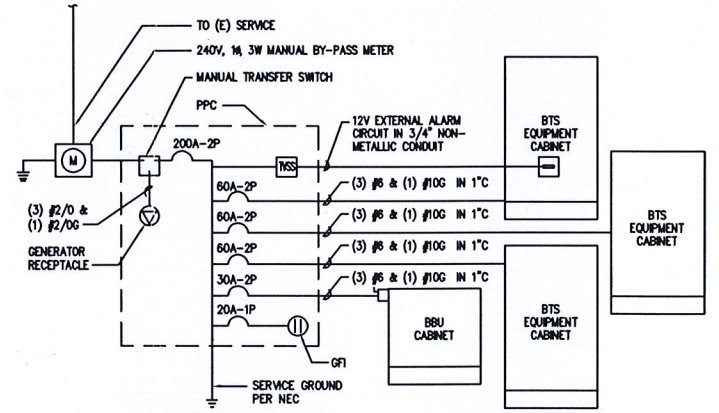 TO (E) SERVICE
240V, 1Ø, 3W MANUAL BY-PASS METER
MANUAL TRANSFER SWITCH
PPC
12V EXTERNAL ALARM
CIRCUIT IN 3/4" NON-
METALLIC CONDUIT
BTS
EQUIPMENT
CABINET
200A-2P
M
TVSS
60A-2P
(3) #6 & (1) #10G IN 1"C
(3) #2/0 &
(1) #2/0G
60A-2P
(3) #6 & (1) #10G IN 1"C
BTS
EQUIPMENT
CABINET
GENERATOR
RECEPTACLE
60A-2P
(3) #6 & (1) #10G IN 1"C
30A-2P
(3) #6 & (1) #10G IN 1"C
20A-1P
BBU
CABINET
BTS
EQUIPMENT
CABINET
GFI
SERVICE GROUND
PER NEC